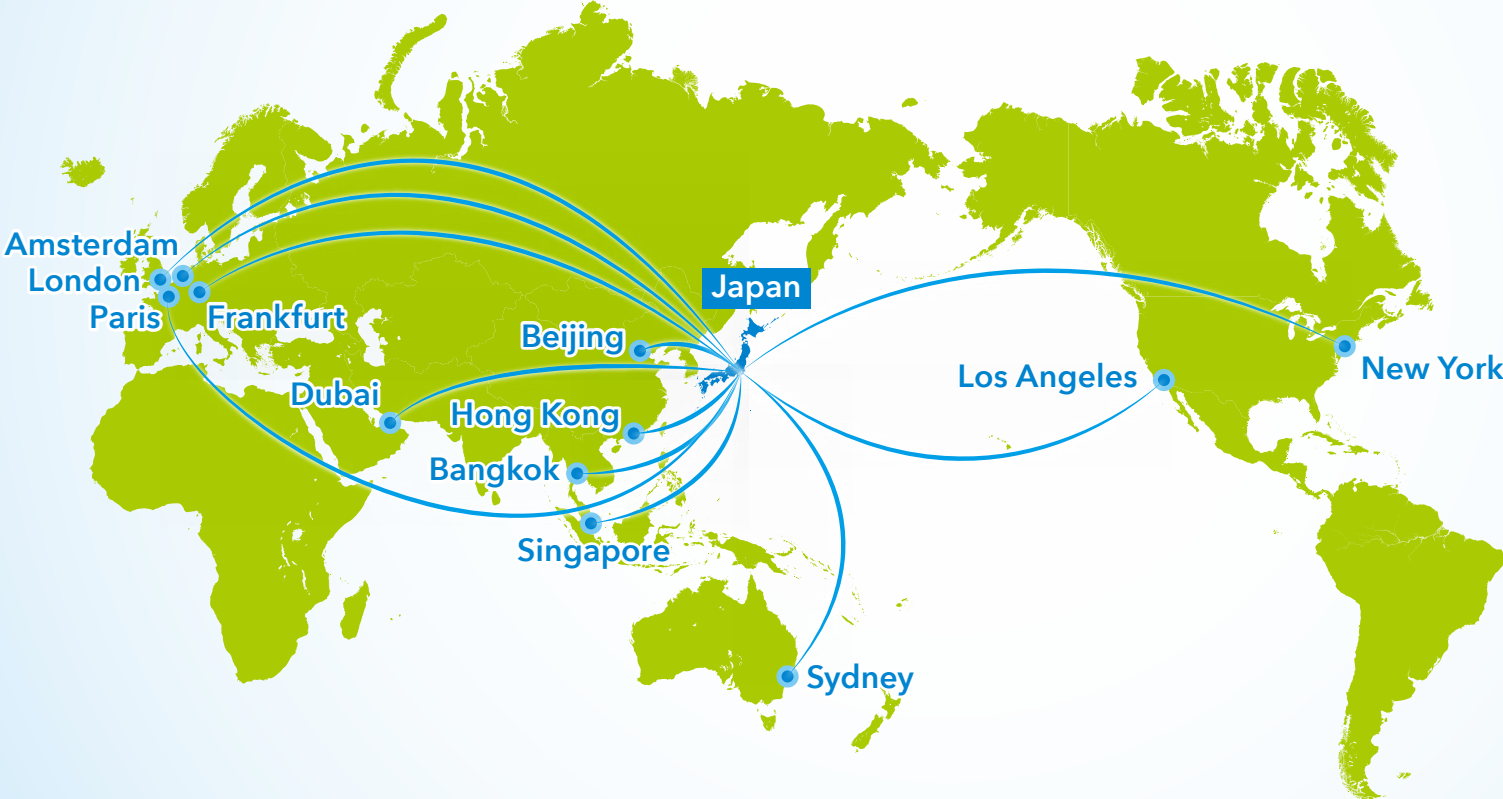 Amsterdam
London
Paris
Frankfurt
Japan
Beijing
Dubai
Hong Kong
Bangkok
Singapore
Los Angeles
New York
Sydney